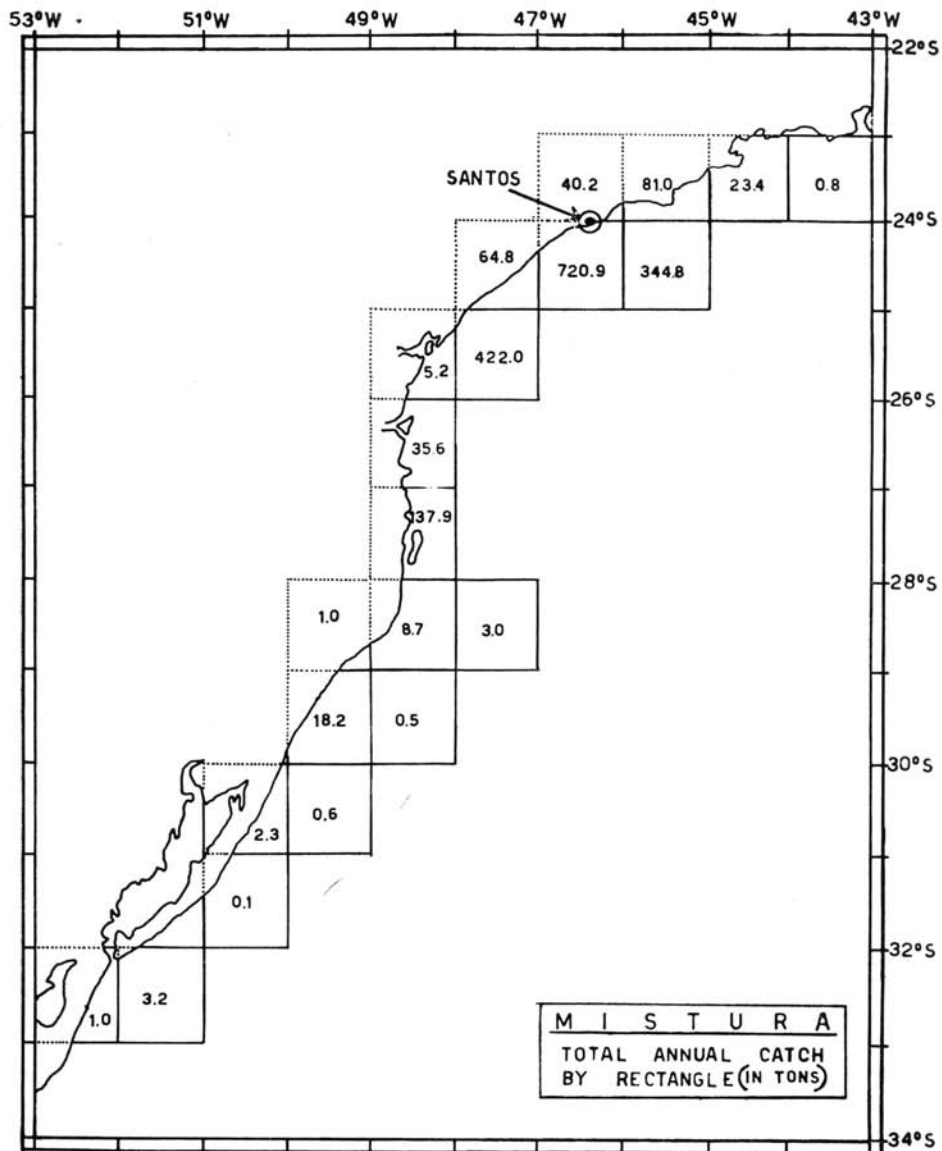 53°W 51°W 49°W 47°W 45°W 43°W
22°S
SANTOS
40.2 81.0 23.4 0.8
24°S
64.8 720.9 344.8
5.2 422.0
26°S
35.6
137.9
28°S
1.0 8.7 3.0
18.2 0.5
30°S
2.3 0.6
0.1
32°S
1.0 3.2
MISTURA
TOTAL ANNUAL CATCH
BY RECTANGLE (IN TONS)
34°S